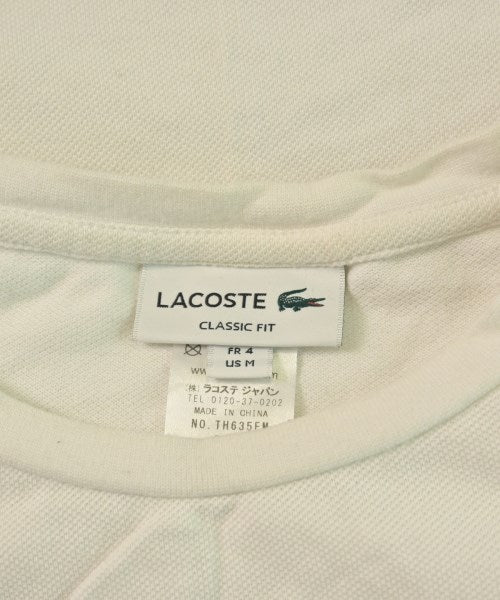 LACOSTE
CLASSIC FIT
FR 4
US M
(株) ラコステ ジャパン
TEL 0120-37-0202
MADE IN CHINA
NO. TH635EM